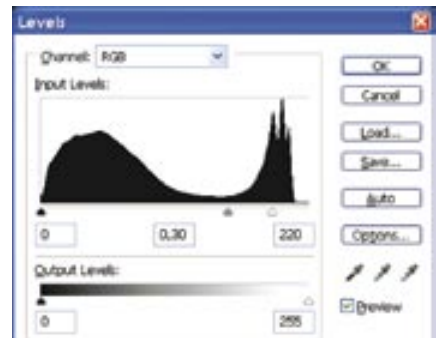 Levels
Channel: RGB
OK
Input Levels:
Cancel
Load...
Save...
Auto
0 0,30 220
Options...
Output Levels:
Preview
0 255